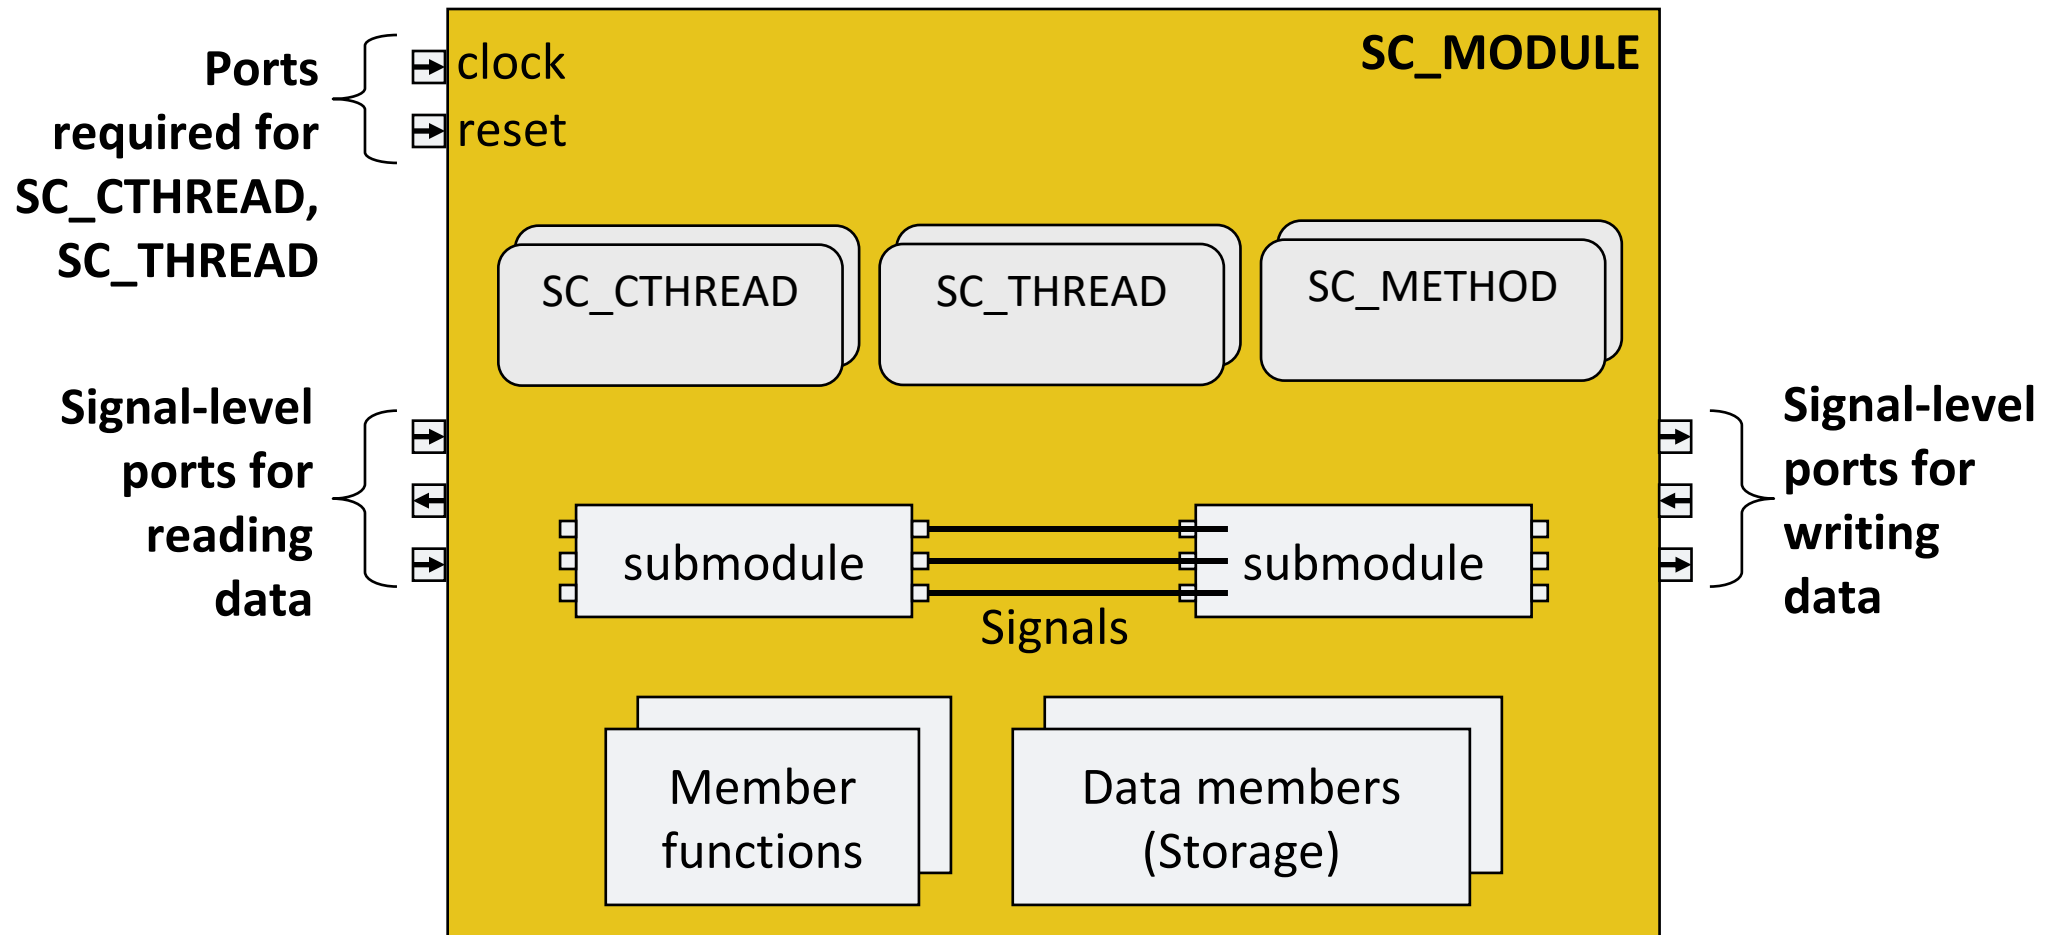 SC_MODULE
Ports
required for
SC_CTHREAD,
SC_THREAD
clock
reset
SC_CTHREAD
SC_THREAD
SC_METHOD
Signal-level
ports for
reading
data
submodule
submodule
Signals
Signal-level
ports for
writing
data
Member
functions
Data members
(Storage)